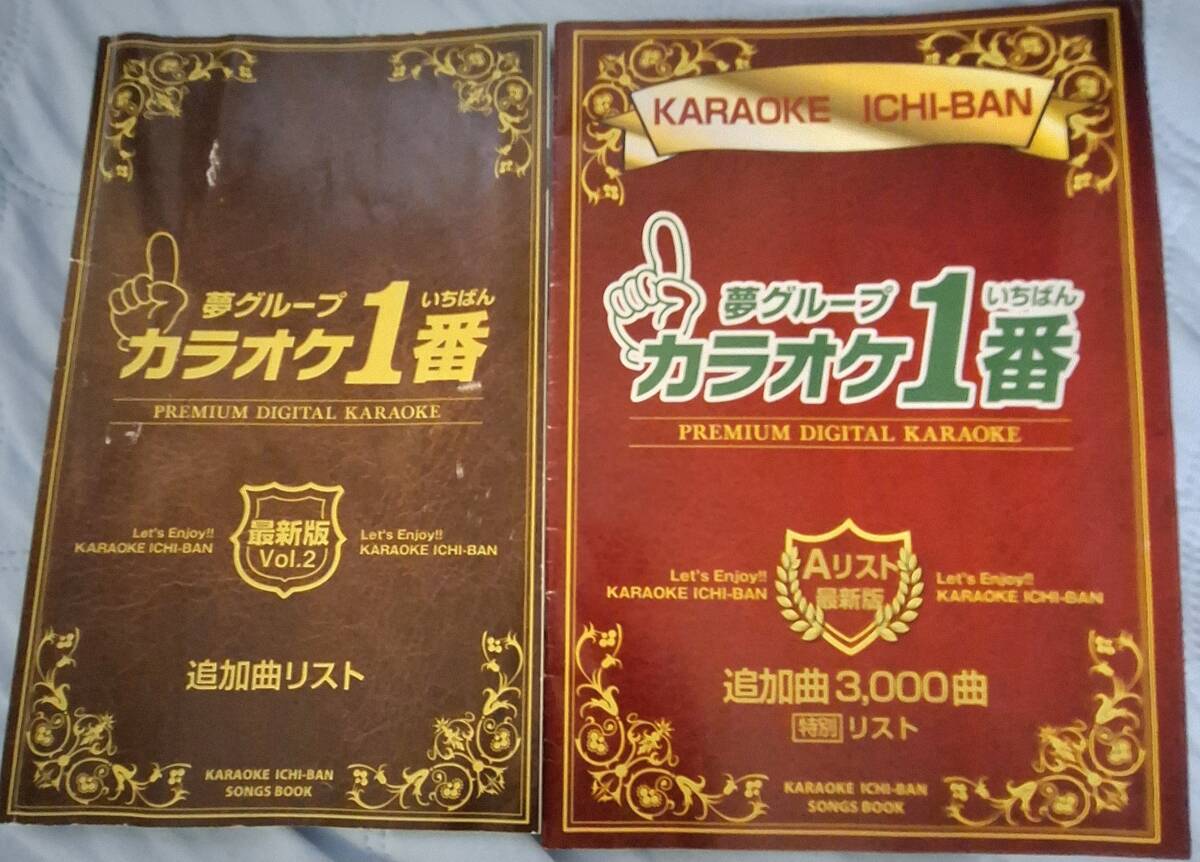 夢グループ
いちばん
カラオケ1番
PREMIUM DIGITAL KARAOKE
Let's Enjoy!!
KARAOKE ICHI-BAN
最新版
Vol.2
Let's Enjoy!!
KARAOKE ICHI-BAN
追加曲リスト
KARAOKE ICHI-BAN
SONGS BOOK
KARAOKE ICHI-BAN
夢グループ
いちばん
カラオケ1番
PREMIUM DIGITAL KARAOKE
Let's Enjoy!!
KARAOKE ICHI-BAN
Aリスト
最新版
Let's Enjoy!!
KARAOKE ICHI-BAN
追加曲3,000曲
特別リスト
KARAOKE ICHI-BAN
SONGS BOOK